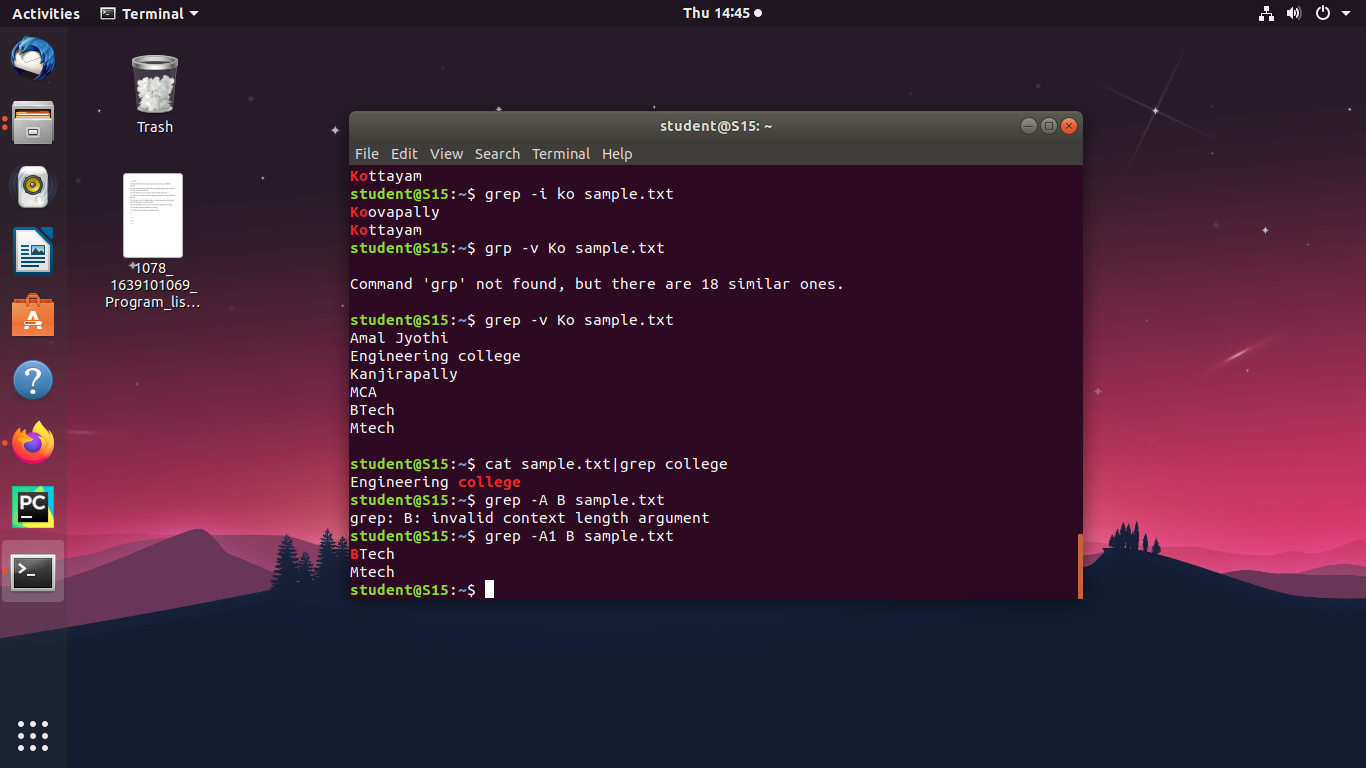 Activities
Terminal
Thu 14:45
Trash
1078_
1639101069_
Program_lis...
student@S15: ~
File Edit View Search Terminal Help
Kottayam
student@S15:~$ grep -i ko sample.txt
Koovapally
Kottayam
student@S15:~$ grp -v Ko sample.txt
Command 'grp' not found, but there are 18 similar ones.
student@S15:~$ grep -v Ko sample.txt
Amal Jyothi
Engineering college
Kanjirapally
MCA
BTech
Mtech
student@S15:~$ cat sample.txt|grep college
Engineering college
student@S15:~$ grep -A B sample.txt
grep: B: invalid context length argument
student@S15:~$ grep -A1 B sample.txt
BTech
Mtech
student@S15:~$
PC